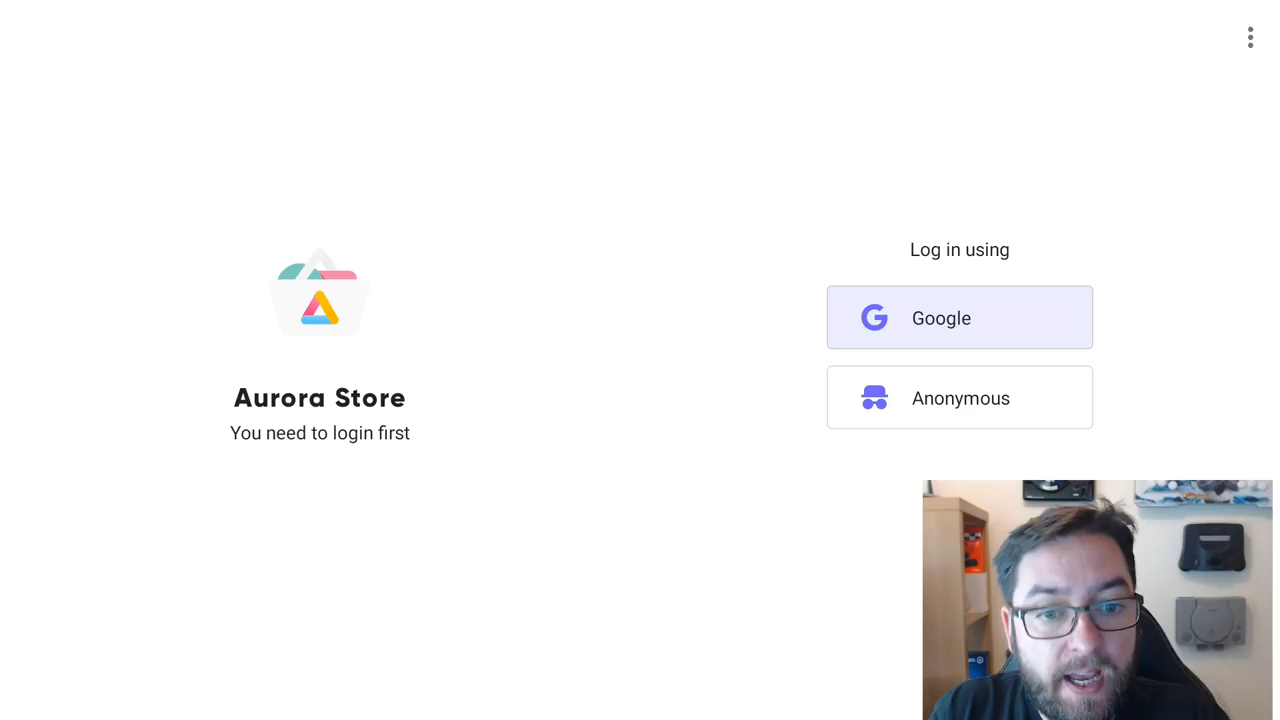 Log in using
Google
Anonymous
Aurora Store
You need to login first